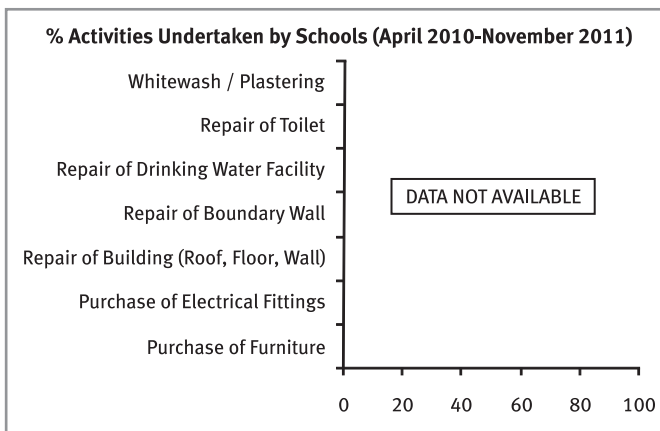 % Activities Undertaken by Schools (April 2010-November 2011)
Whitewash / Plastering
Repair of Toilet
Repair of Drinking Water Facility
DATA NOT AVAILABLE
Repair of Boundary Wall
Repair of Building (Roof, Floor, Wall)
Purchase of Electrical Fittings
Purchase of Furniture
0 20 40 60 80 100